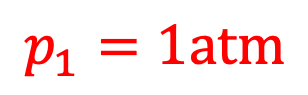 p₁ = 1atm